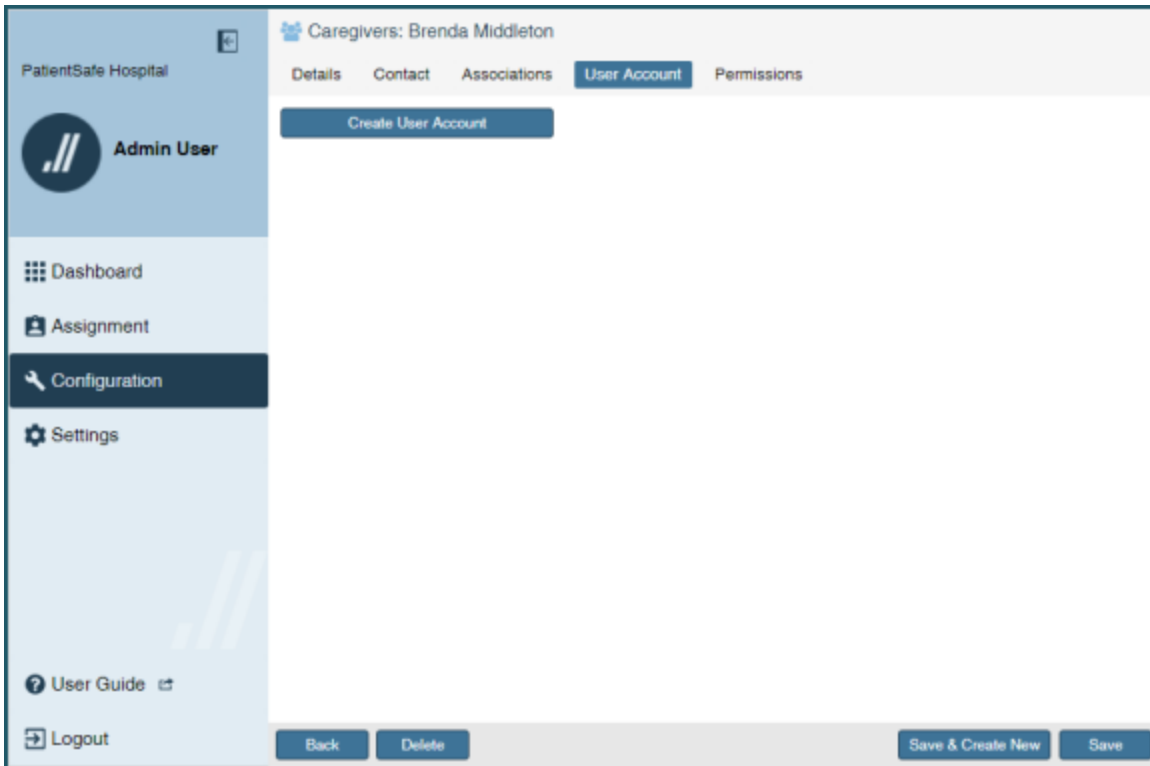 PatientSafe Hospital
Admin User
Dashboard
Assignment
Configuration
Settings
User Guide
Logout
Caregivers: Brenda Middleton
Details Contact Associations User Account Permissions
Create User Account
Back Delete Save & Create New Save